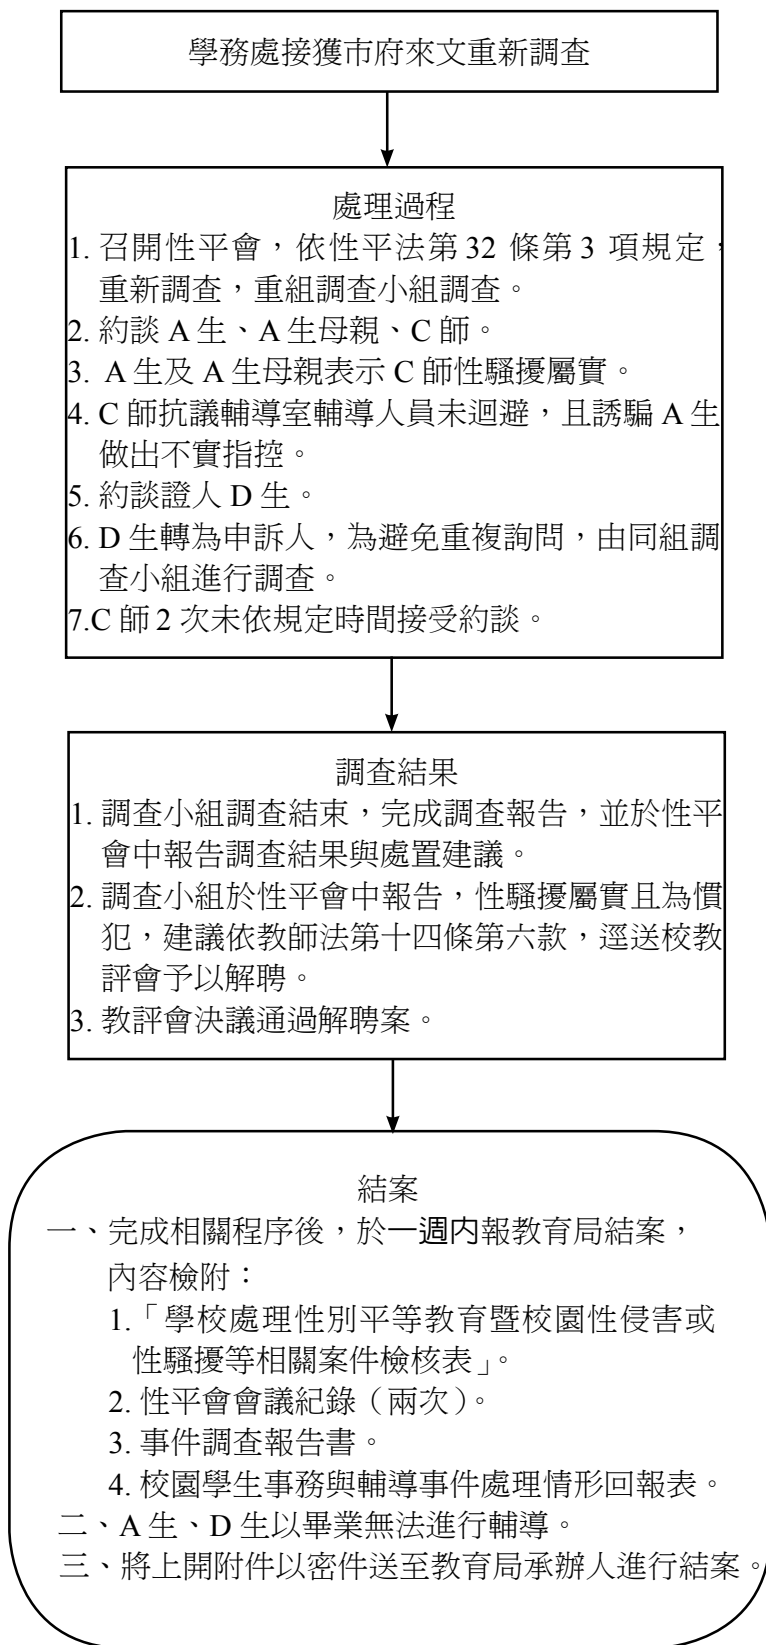 學務處接獲市府來文重新調查
處理過程
1. 召開性平會，依性平法第 32 條第 3 項規定，
重新調查，重組調查小組調查。
2. 約談 A 生、A 生母親、C 師。
3. A 生及 A 生母親表示 C 師性騷擾屬實。
4. C 師抗議輔導室輔導人員未迴避，且誘騙 A 生
做出不實指控。
5. 約談證人 D 生。
6. D 生轉為申訴人，為避免重複詢問，由同組調
查小組進行調查。
7.C 師 2 次未依規定時間接受約談。
調查結果
1. 調查小組調查結束，完成調查報告，並於性平
會中報告調查結果與處置建議。
2. 調查小組於性平會中報告，性騷擾屬實且為慣
犯，建議依教師法第十四條第六款，逕送校教
評會予以解聘。
3. 教評會決議通過解聘案。
結案
一、完成相關程序後，於一週內報教育局結案，
內容檢附：
1.「學校處理性別平等教育暨校園性侵害或
性騷擾等相關案件檢核表」。
2. 性平會會議紀錄（兩次）。
3. 事件調查報告書。
4. 校園學生事務與輔導事件處理情形回報表。
二、A 生、D 生以畢業無法進行輔導。
三、將上開附件以密件送至教育局承辦人進行結案。